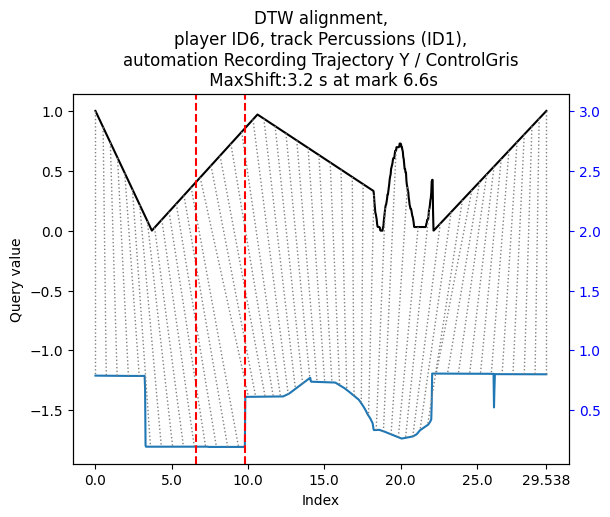 DTW alignment,
player ID6, track Percussions (ID1),
automation Recording Trajectory Y / ControlGris
MaxShift:3.2 s at mark 6.6s
1.0
0.5
0.0
−0.5
−1.0
−1.5
Query value
3.0
2.5
2.0
1.5
1.0
0.5
0.0 5.0 10.0 15.0 20.0 25.0 29.538
Index